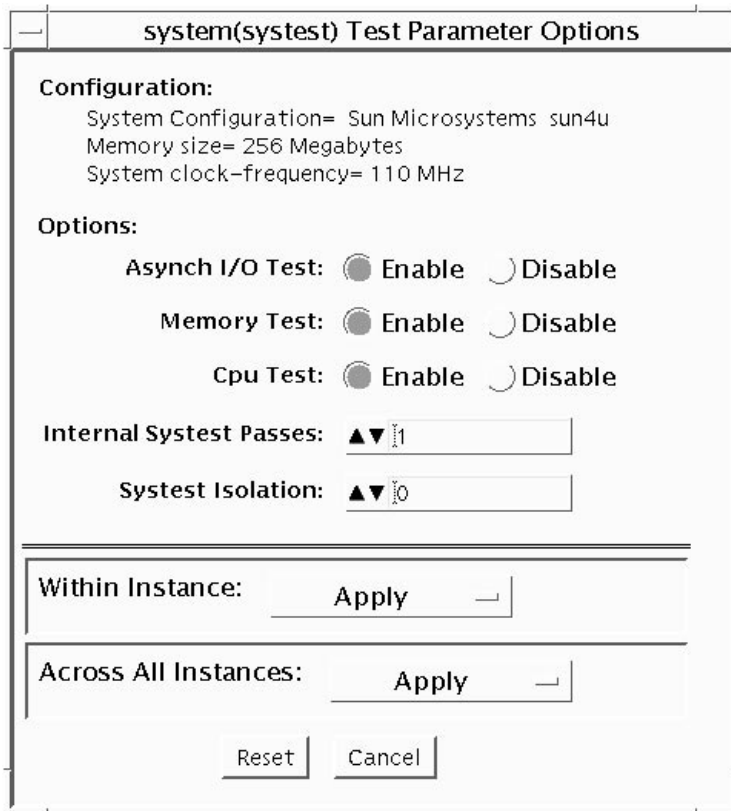 system(systest) Test Parameter Options
Configuration:
System Configuration= Sun Microsystems sun4u
Memory size= 256 Megabytes
System clock-frequency= 110 MHz
Options:
Asynch I/O Test: Enable Disable
Memory Test: Enable Disable
Cpu Test: Enable Disable
Internal Systest Passes: 1
Systest Isolation: 0
Within Instance: Apply
Across All Instances: Apply
Reset Cancel